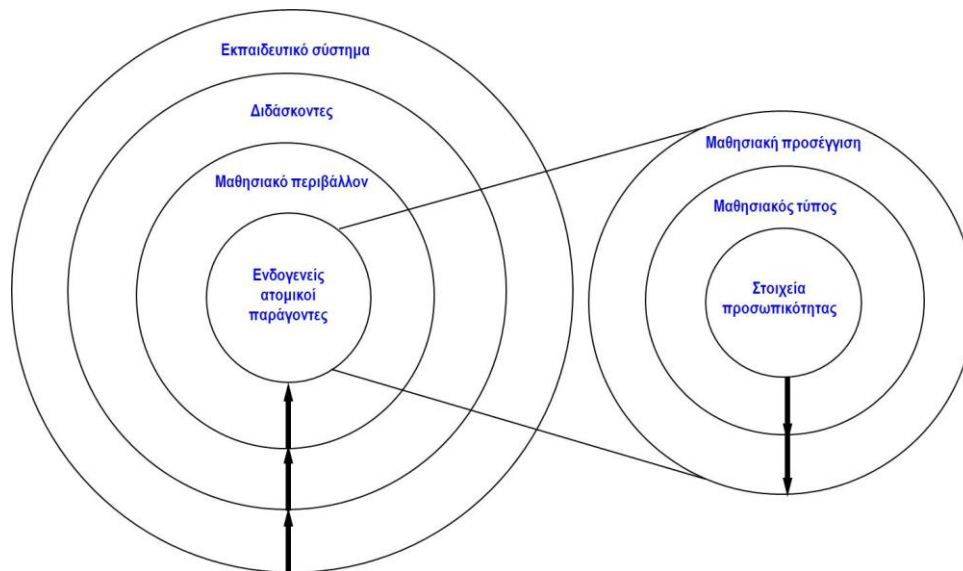 Εκπαιδευτικό σύστημα
Διδάσκοντες
Μαθησιακό περιβάλλον
Ενδογενείς
ατομικοί
παράγοντες
Μαθησιακή προσέγγιση
Μαθησιακός τύπος
Στοιχεία
προσωπικότητας